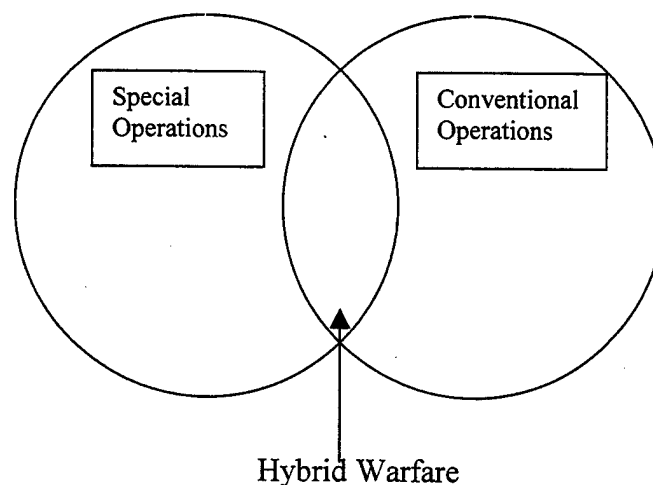 Special
Operations
Conventional
Operations
Hybrid Warfare